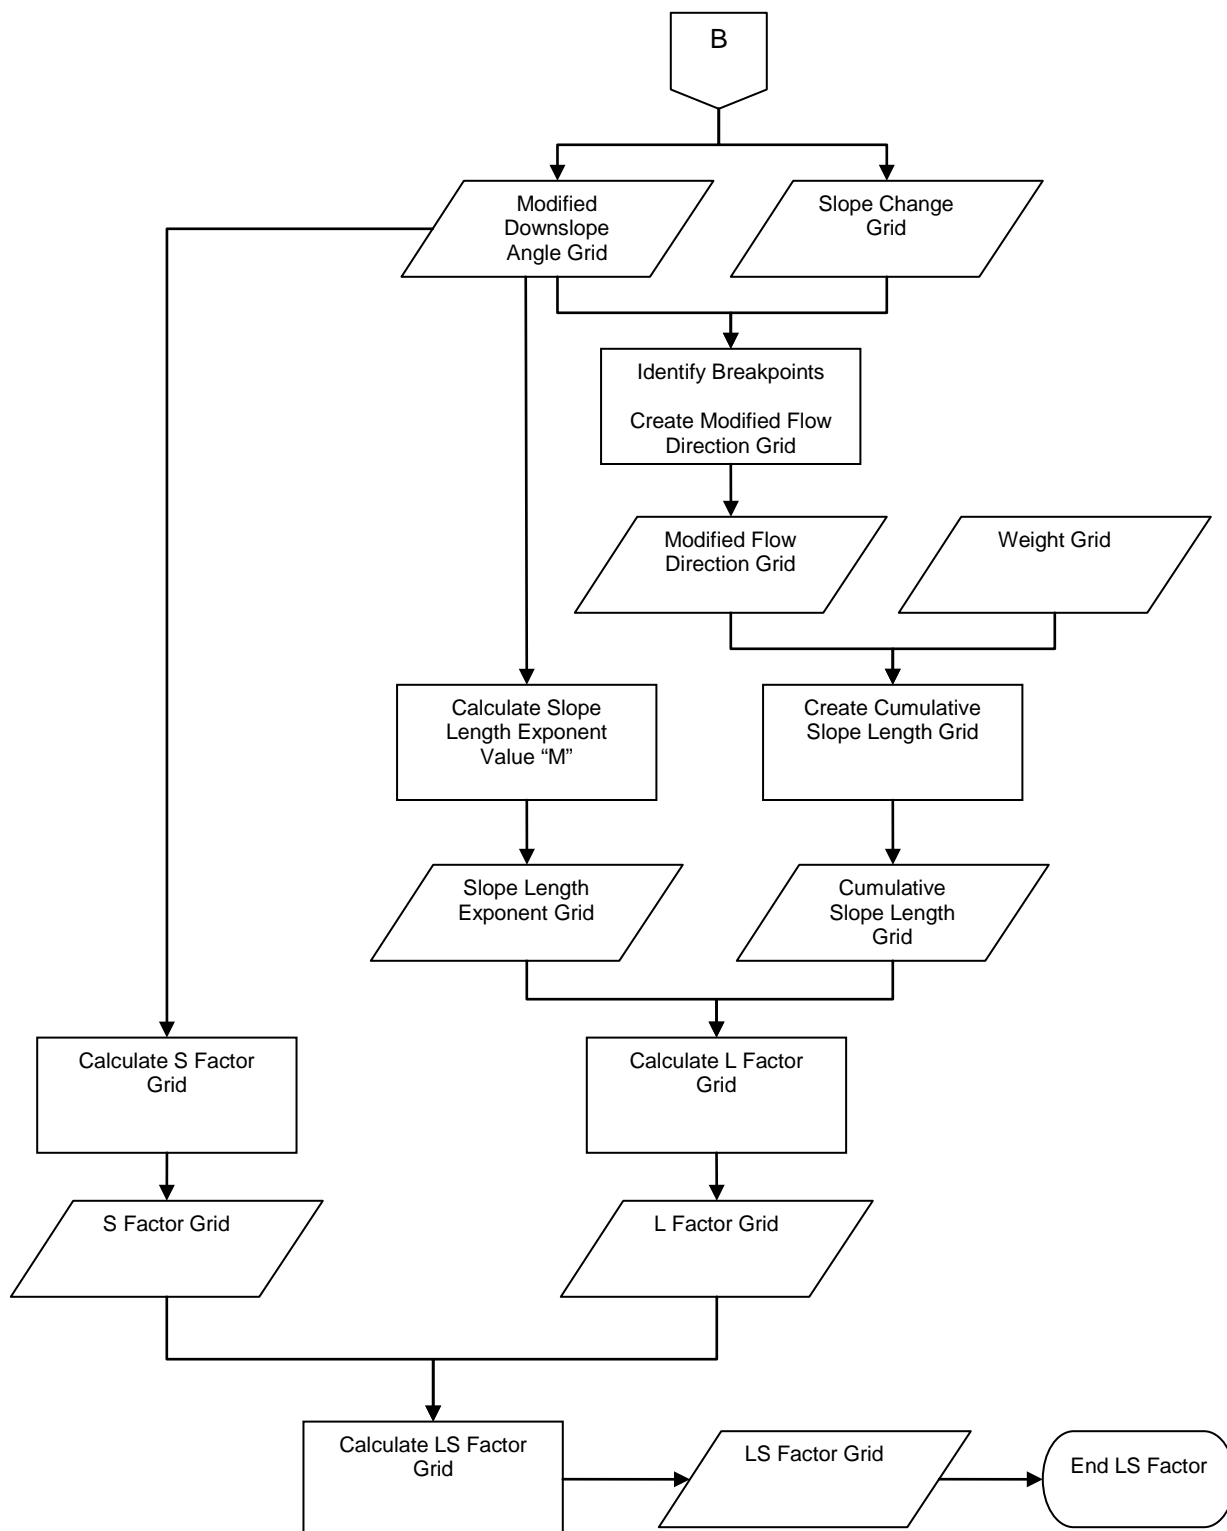 B
Modified
Downslope
Angle Grid
Slope Change
Grid
Identify Breakpoints
Create Modified Flow
Direction Grid
Modified Flow
Direction Grid
Weight Grid
Calculate Slope
Length Exponent
Value “M”
Create Cumulative
Slope Length Grid
Slope Length
Exponent Grid
Cumulative
Slope Length
Grid
Calculate S Factor
Grid
Calculate L Factor
Grid
S Factor Grid
L Factor Grid
Calculate LS Factor
Grid
LS Factor Grid
End LS Factor